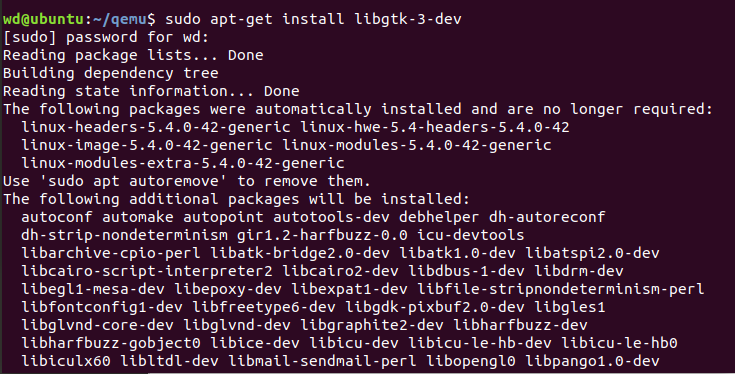 wd@ubuntu:~/qemu$ sudo apt-get install libgtk-3-dev
[sudo] password for wd:
Reading package lists... Done
Building dependency tree
Reading state information... Done
The following packages were automatically installed and are no longer required:
  linux-headers-5.4.0-42-generic linux-hwe-5.4-headers-5.4.0-42
  linux-image-5.4.0-42-generic linux-modules-5.4.0-42-generic
  linux-modules-extra-5.4.0-42-generic
Use 'sudo apt autoremove' to remove them.
The following additional packages will be installed:
  autoconf automake autopoint autotools-dev debhelper dh-autoreconf
  dh-strip-nondeterminism gir1.2-harfbuzz-0.0 icu-devtools
  libarchive-cpio-perl libatk-bridge2.0-dev libatk1.0-dev libatspi2.0-dev
  libcairo-script-interpreter2 libcairo2-dev libdbus-1-dev libdrm-dev
  libegl1-mesa-dev libepoxy-dev libexpat1-dev libfile-stripnondeterminism-perl
  libfontconfig1-dev libfreetype6-dev libgdk-pixbuf2.0-dev libgles1
  libglvnd-core-dev libglvnd-dev libgraphite2-dev libharfbuzz-dev
  libharfbuzz-gobject0 libice-dev libicu-dev libicu-le-hb-dev libicu-le-hb0
  libiculx60 libltdl-dev libmail-sendmail-perl libopengl0 libpango1.0-dev